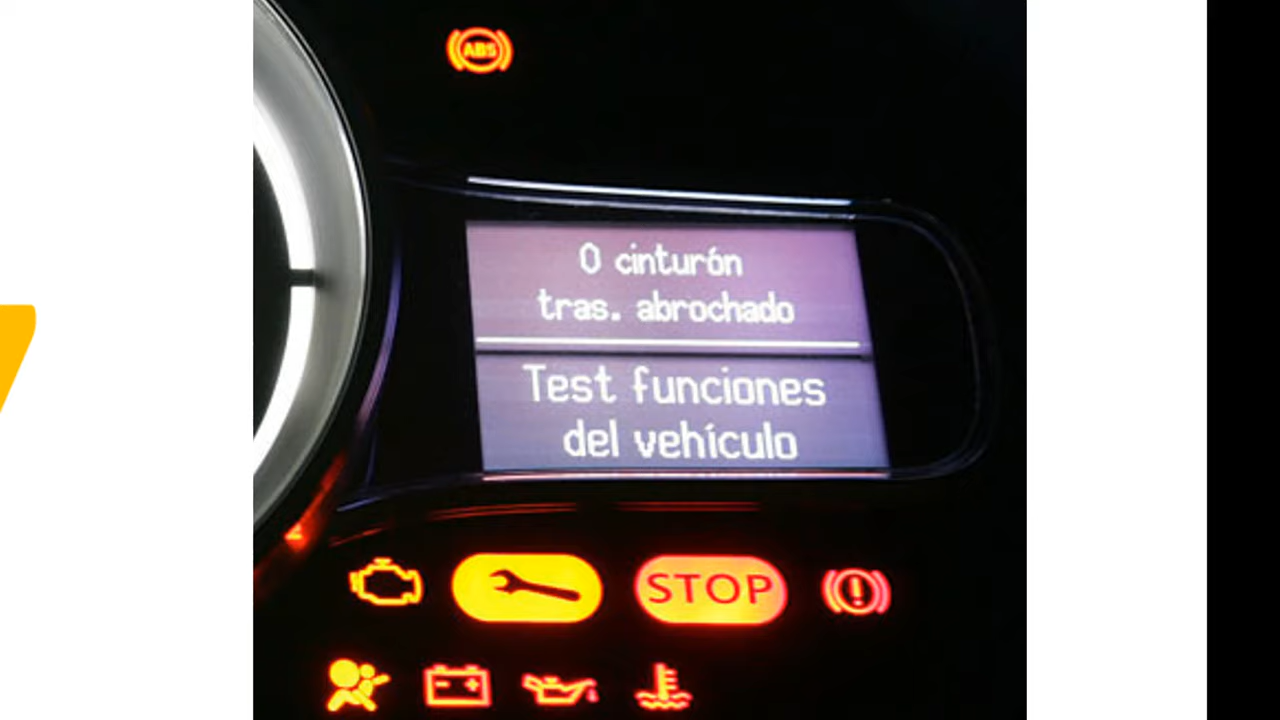 ABS
0 cinturón
tras. abrochado
Test funciones
del vehículo
STOP